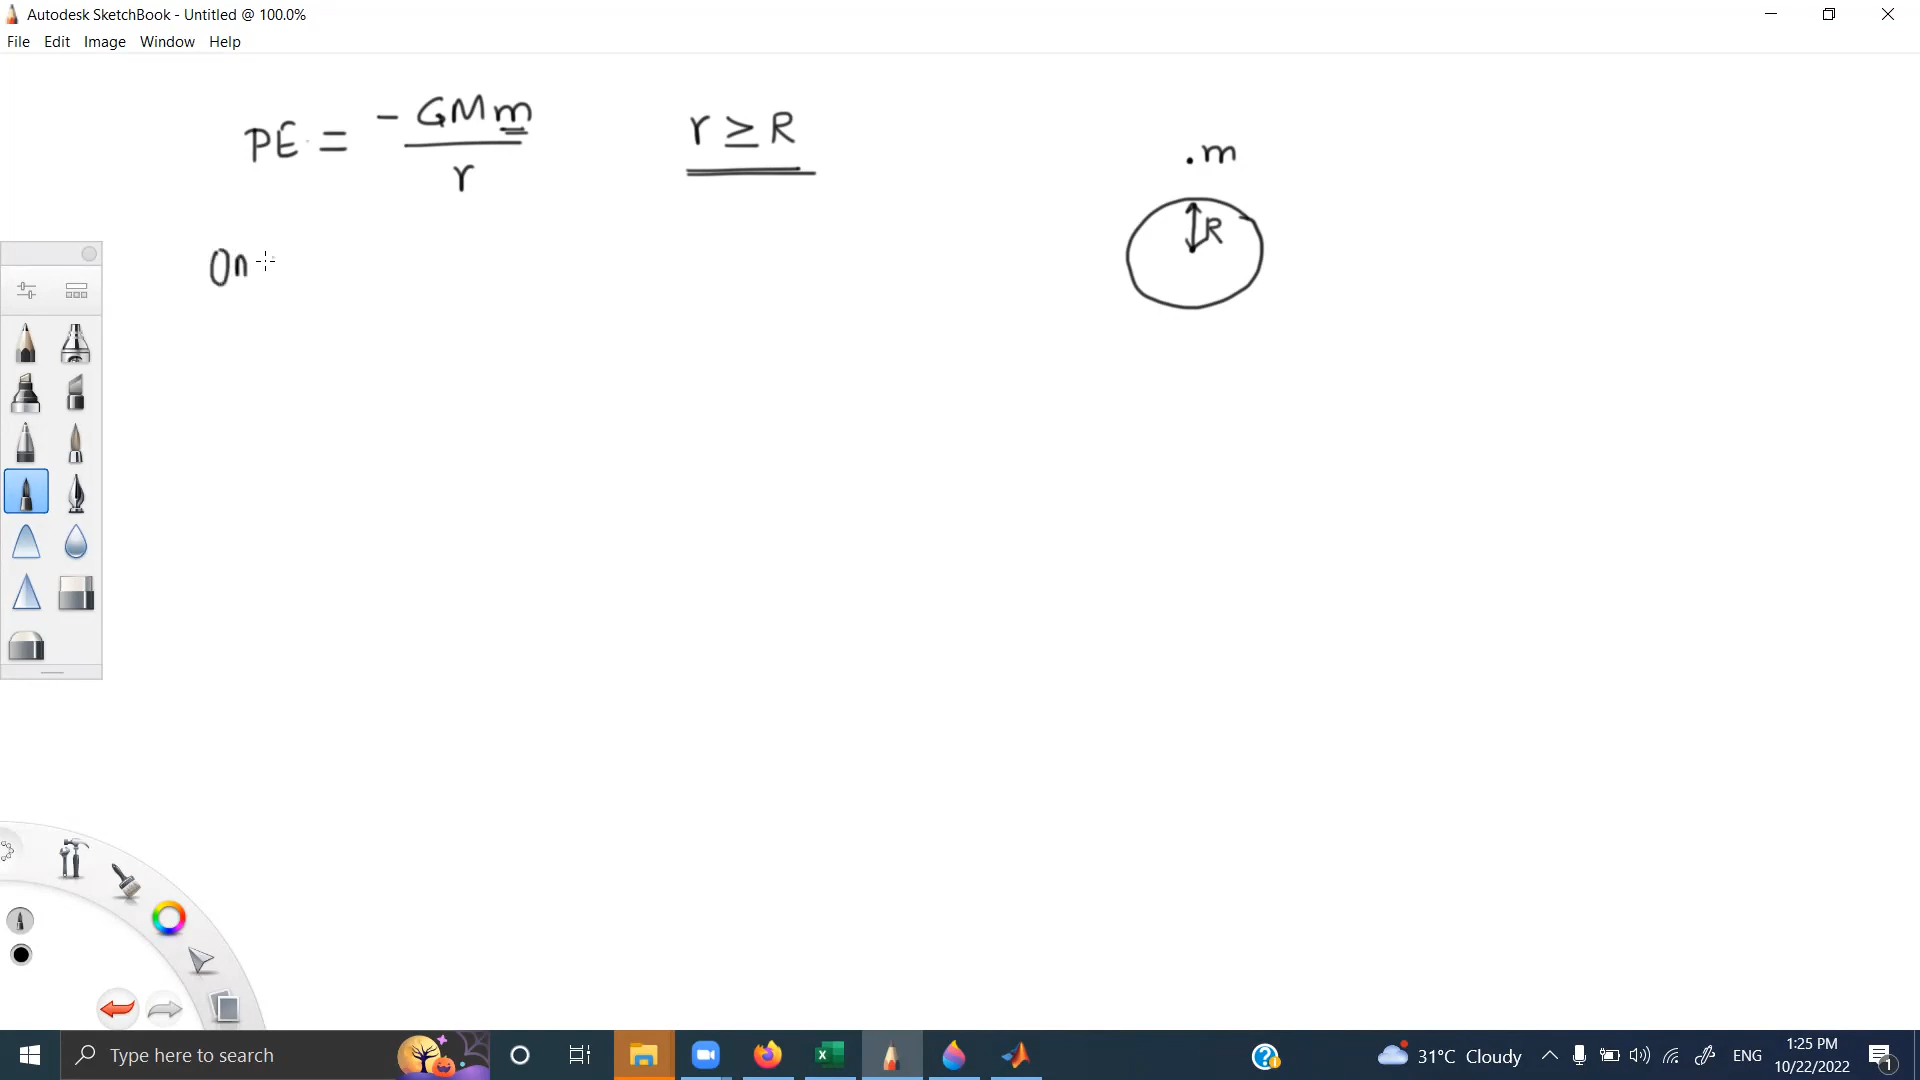 Autodesk SketchBook - Untitled @ 100.0%
File Edit Image Window Help
PE = - GMm / r
r ≥ R
.m
R
On
Type here to search
31°C Cloudy
ENG
1:25 PM
10/22/2022
1